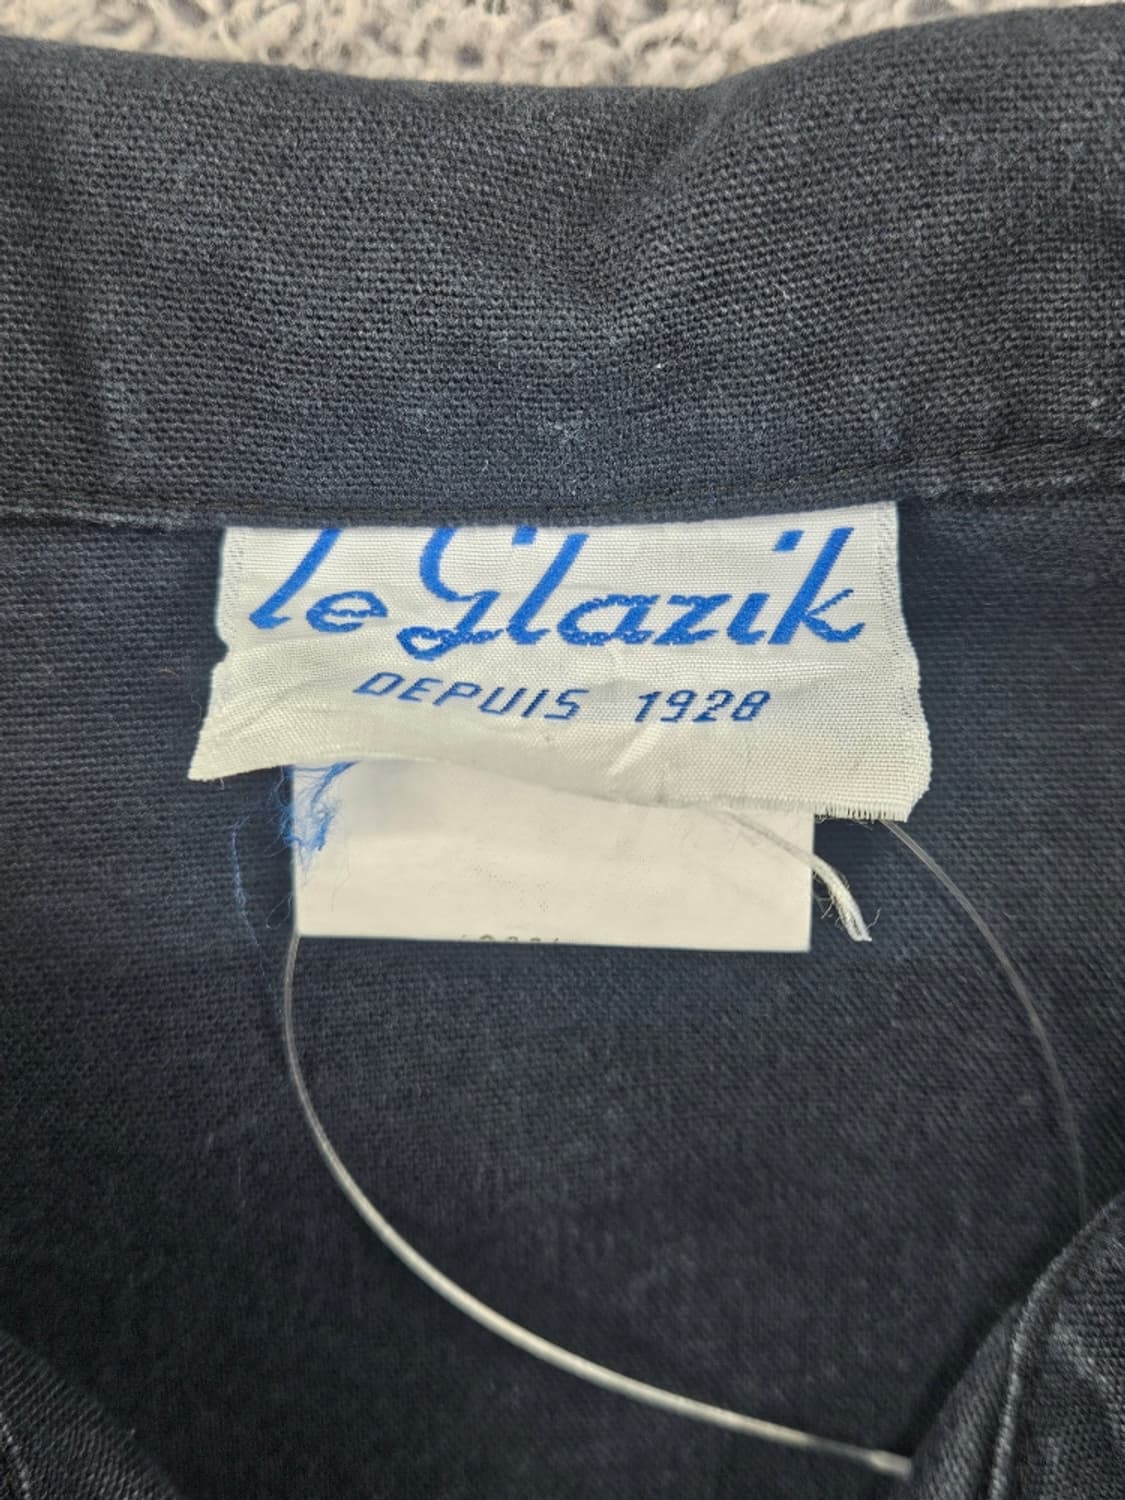 le Glazik
DEPUIS 1928